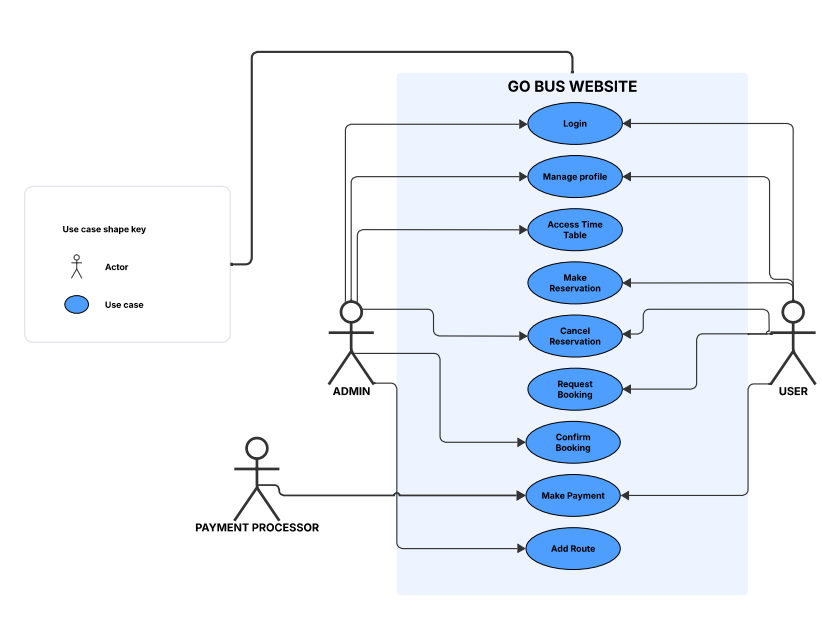 GO BUS WEBSITE
Login
Manage profile
Access Time
Table
Make
Reservation
Cancel
Reservation
Request
Booking
Confirm
Booking
Make Payment
Add Route
Use case shape key
Actor
Use case
ADMIN
USER
PAYMENT PROCESSOR